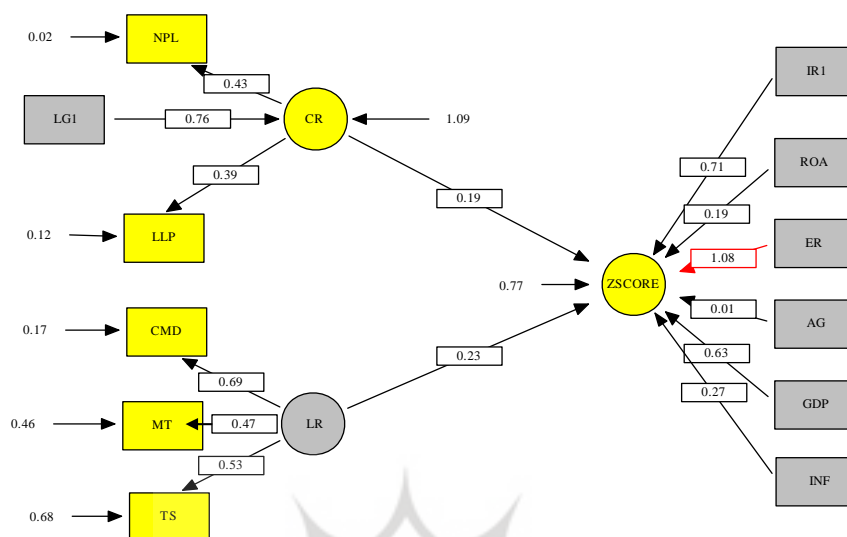 0.02
NPL
0.43
IR1
LG1
0.76
CR
1.09
0.39
0.71
ROA
0.12
LLP
0.19
0.19
ER
1.08
0.77
ZSCORE
0.17
CMD
0.01
AG
0.69
0.23
0.63
0.27
GDP
0.46
MT
0.47
LR
0.53
INF
0.68
TS